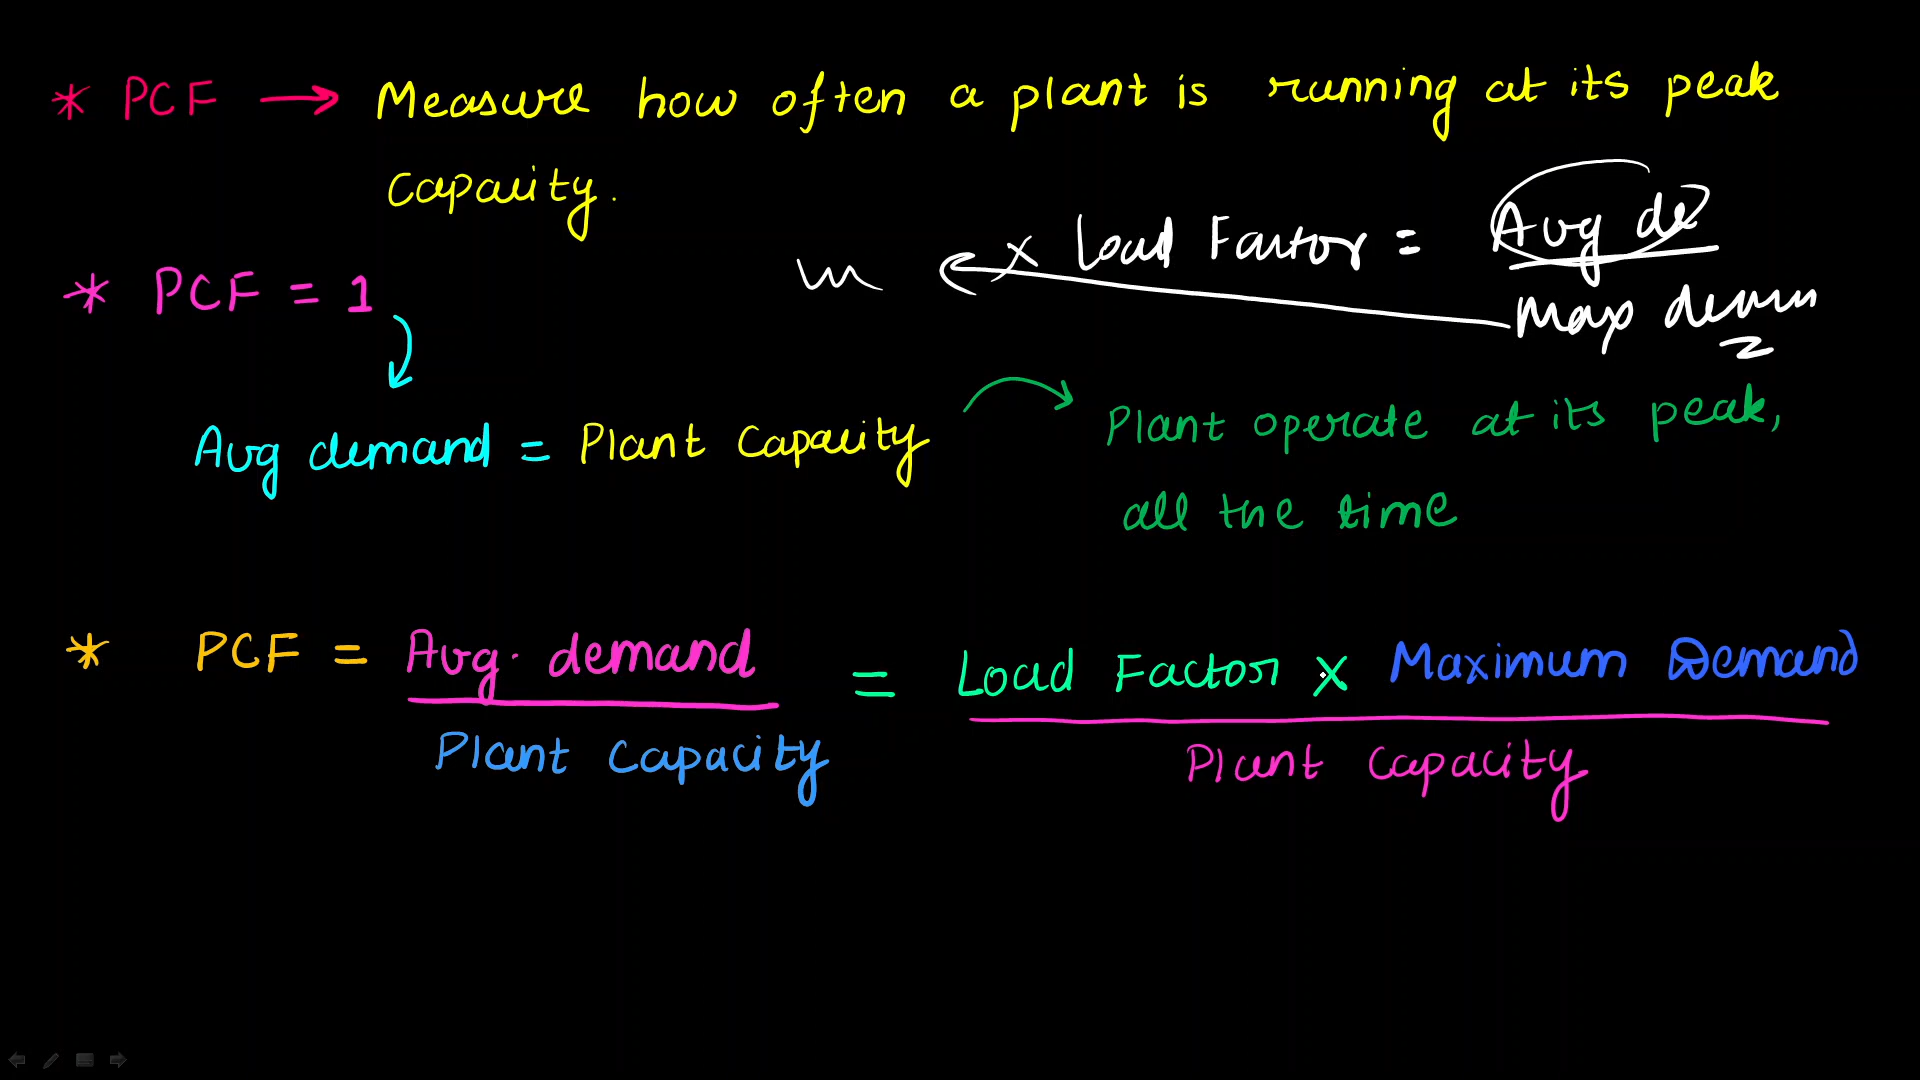 * PCF → Measure how often a plant is running at its peak
Capacity.
m × Load Factor = Avg de
Max dem
* PCF = 1
Avg demand = Plant Capacity
Plant operate at its peak,
all the time
* PCF = Avg. demand = Load Factor × Maximum Demand
Plant Capacity Plant Capacity